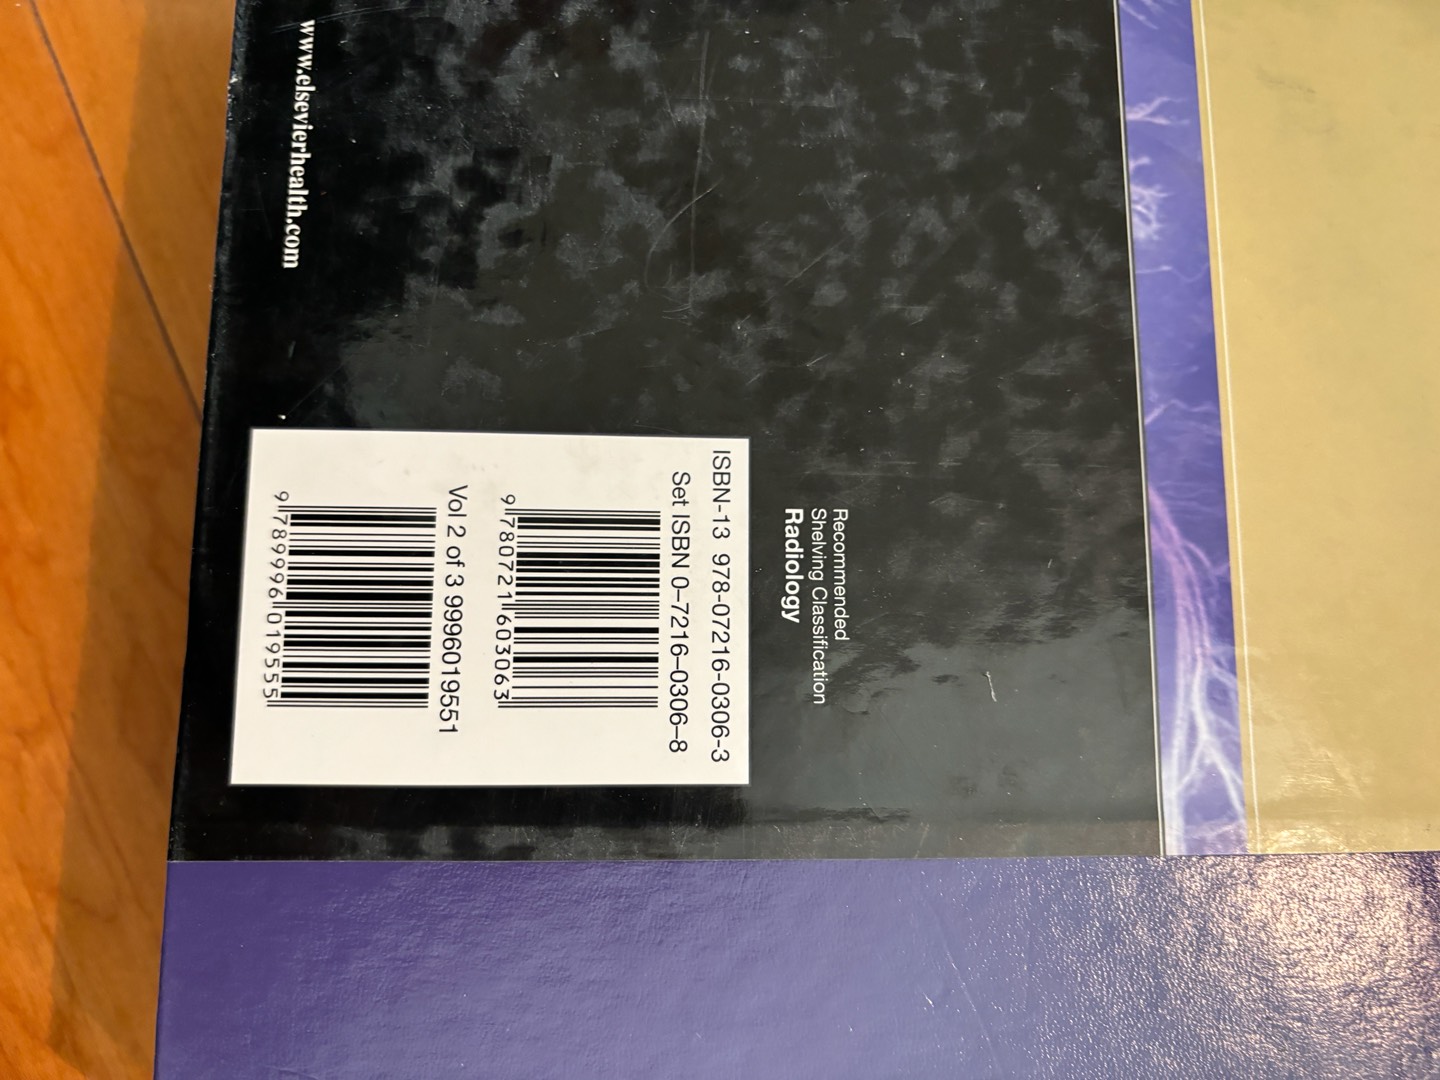 Recommended
Shelving Classification
Radiology
ISBN-13 978-07216-0306-3
Set ISBN 0-7216-0306-8
9 780721 603063
Vol 2 of 3 9996019551
9 789996 019555
www.elsevierhealth.com